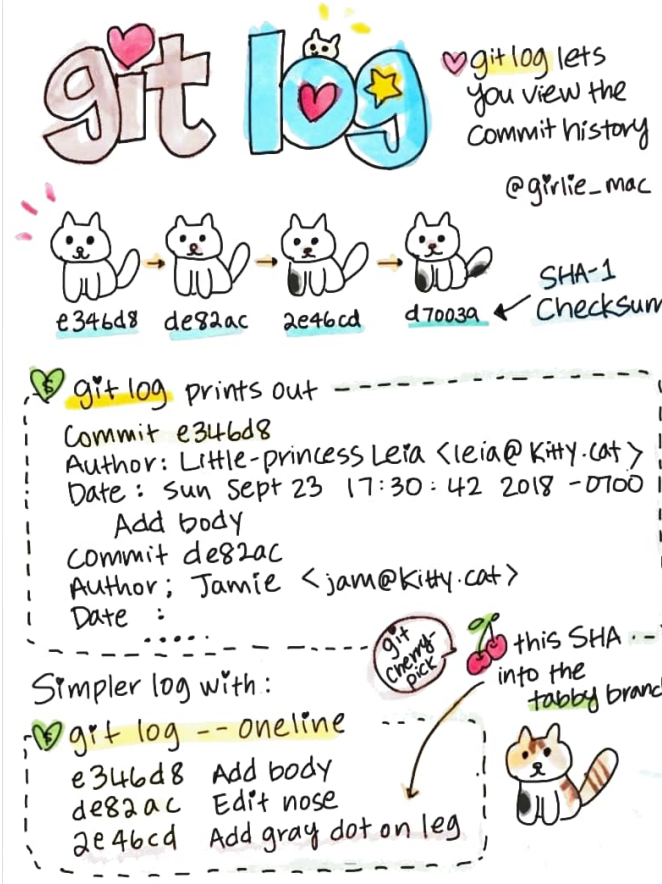 git log
git log lets
you view the
commit history
@girlie_mac
e346d8 de82ac 2e46cd d7003a
SHA-1
Checksum
$ git log prints out
Commit e346d8
Author: Little-princess Leia <leia@kitty.cat>
Date: Sun Sept 23 17:30:42 2018 -0700
Add body
Commit de82ac
Author: Jamie <jam@kitty.cat>
Date :
.....
git
cherry-
pick
this SHA
into the
tabby branc
Simpler log with:
$ git log --oneline
e346d8 Add body
de82ac Edit nose
2e46cd Add gray dot on leg